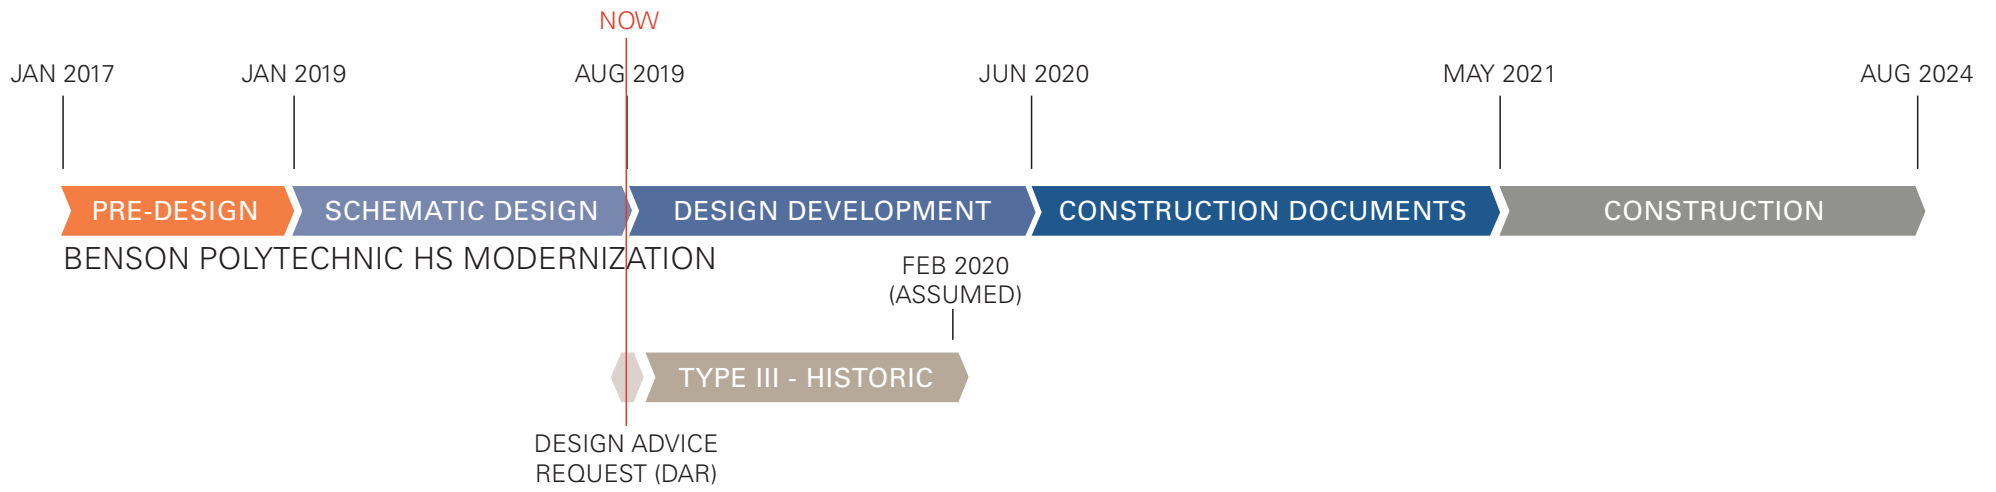 NOW
JAN 2017
JAN 2019
AUG 2019
JUN 2020
MAY 2021
AUG 2024
PRE-DESIGN
SCHEMATIC DESIGN
DESIGN DEVELOPMENT
CONSTRUCTION DOCUMENTS
CONSTRUCTION
BENSON POLYTECHNIC HS MODERNIZATION
FEB 2020
(ASSUMED)
TYPE III - HISTORIC
DESIGN ADVICE
REQUEST (DAR)